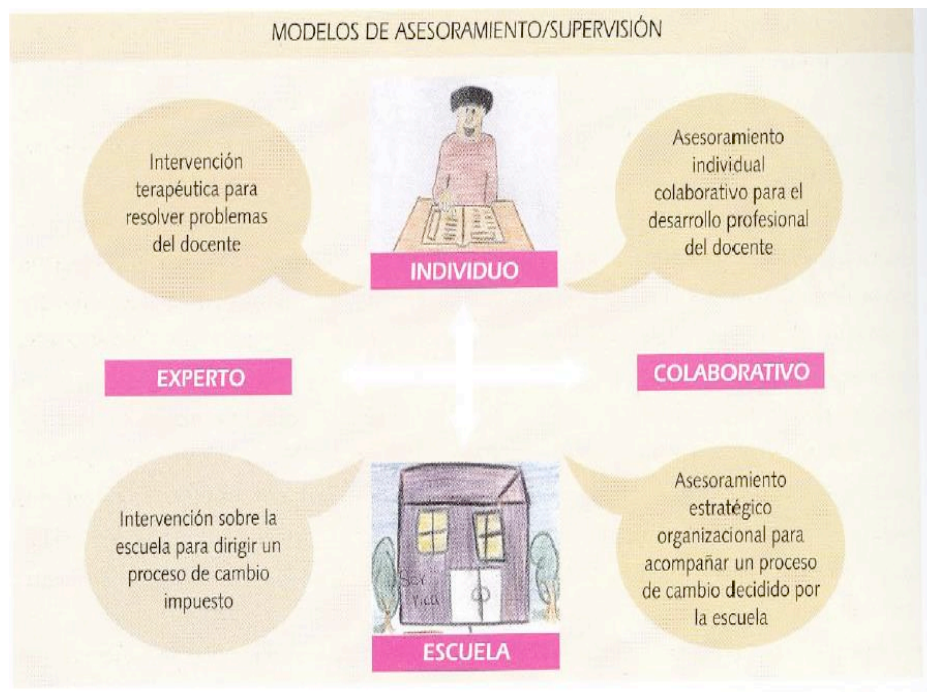 MODELOS DE ASESORAMIENTO/SUPERVISIÓN
Intervención
terapéutica para
resolver problemas
del docente
Asesoramiento
individual
colaborativo para el
desarrollo profesional
del docente
INDIVIDUO
EXPERTO
COLABORATIVO
Intervención sobre la
escuela para dirigir un
proceso de cambio
impuesto
Asesoramiento
estratégico
organizacional para
acompañar un proceso
de cambio decidido por
la escuela
ESCUELA